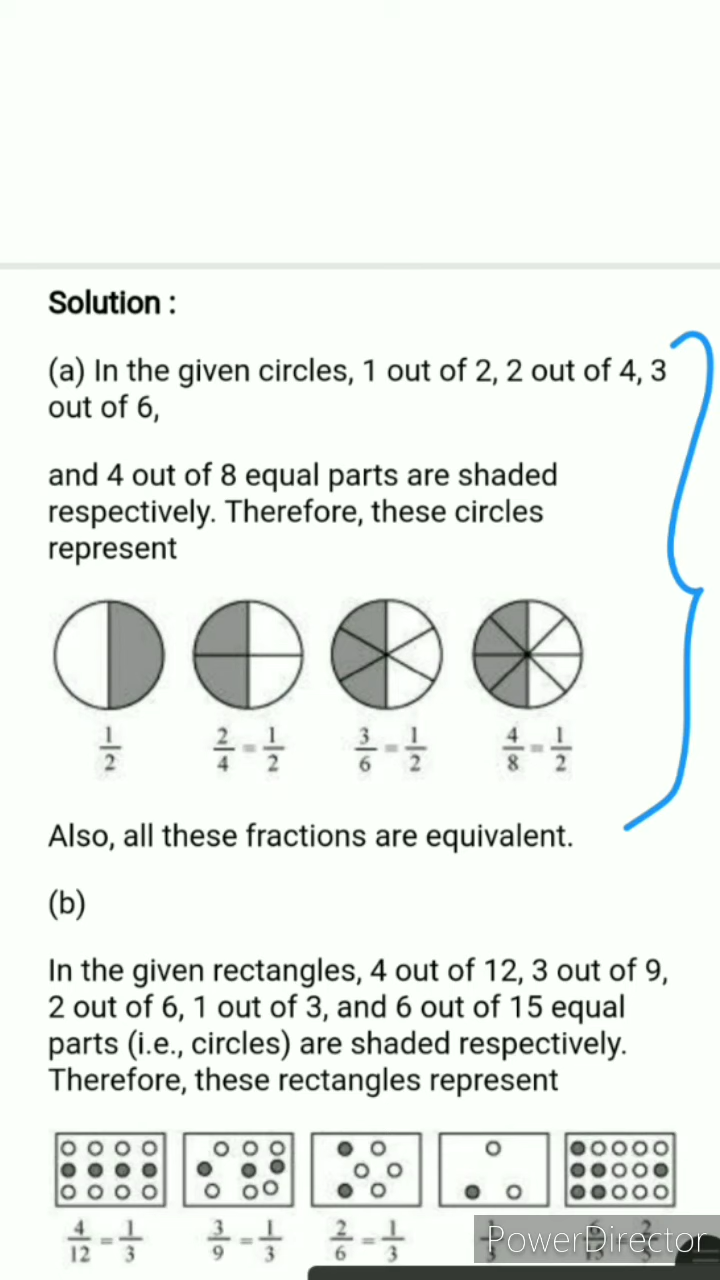 Solution :
(a) In the given circles, 1 out of 2, 2 out of 4, 3
out of 6,
and 4 out of 8 equal parts are shaded
respectively. Therefore, these circles
represent
1/2 2/4 = 1/2 3/6 = 1/2 4/8 = 1/2
Also, all these fractions are equivalent.
(b)
In the given rectangles, 4 out of 12, 3 out of 9,
2 out of 6, 1 out of 3, and 6 out of 15 equal
parts (i.e., circles) are shaded respectively.
Therefore, these rectangles represent
4/12 = 1/3 3/9 = 1/3 2/6 = 1/3
PowerDirector